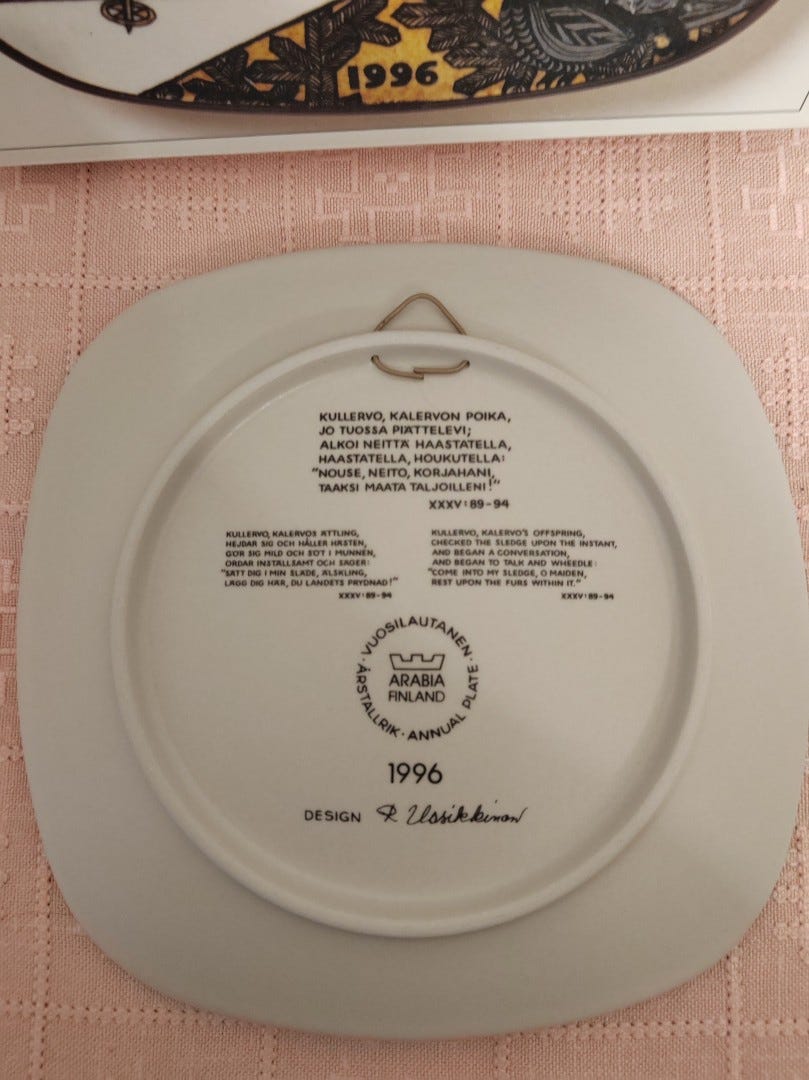 1996
KULLERVO, KALERVON POIKA,
JO TUOSSA PIÄTTELEVI;
ALKOI NEITTÄ HAASTATELLA,
HAASTATELLA, HOUKUTELLA:
"NOUSE, NEITO, KORJAHANI,
TAAKSI MAATA TALJOILLENI!"
XXXV:89-94
KULLERVO, KALERVOS ÄTTLING,
HEJDAR SIG OCH HÅLLER HÄSTEN,
GÖR SIG MILD OCH SÖT I MUNNEN,
ORDAR INSTÄLLSAMT OCH SÄGER:
"SÄTT DIG I MIN SLÄDE, ÄLSKLING,
LÄGG DIG HÄR, DU LANDETS PRYDNAD!"
XXXV:89-94
KULLERVO, KALERVO'S OFFSPRING,
CHECKED THE SLEDGE UPON THE INSTANT,
AND BEGAN A CONVERSATION,
AND BEGAN TO TALK AND WHEEDLE:
"COME INTO MY SLEDGE, O MAIDEN,
REST UPON THE FURS WITHIN IT."
XXXV:89-94
· VUOSILAUTANEN · ANNUAL PLATE · ÅRSTALLRIK
ARABIA
FINLAND
1996
DESIGN R Uosikkinen